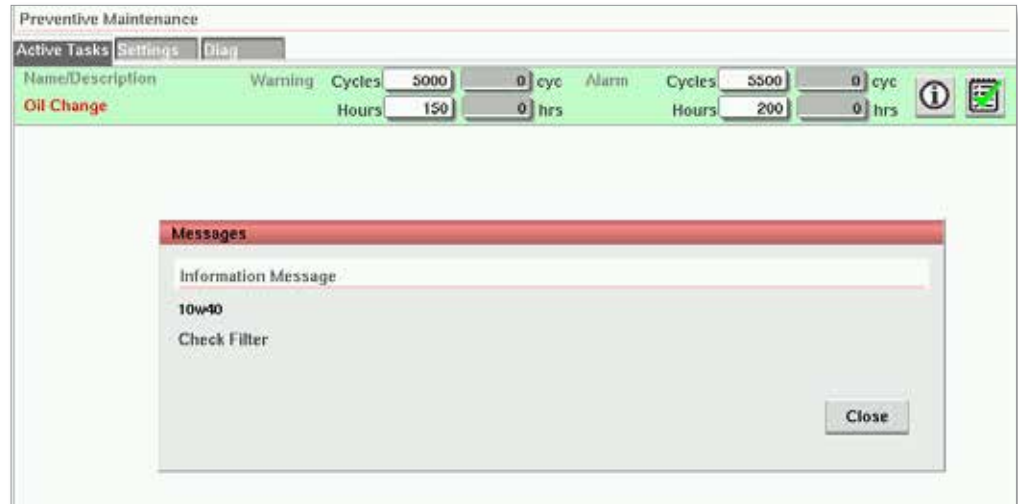 Preventive Maintenance
Active Tasks Settings Diag
Name/Description Warning Cycles 5000 0 cyc Alarm Cycles 5500 0 cyc
Oil Change Hours 150 0 hrs Hours 200 0 hrs
Messages
Information Message
10w40
Check Filter
Close